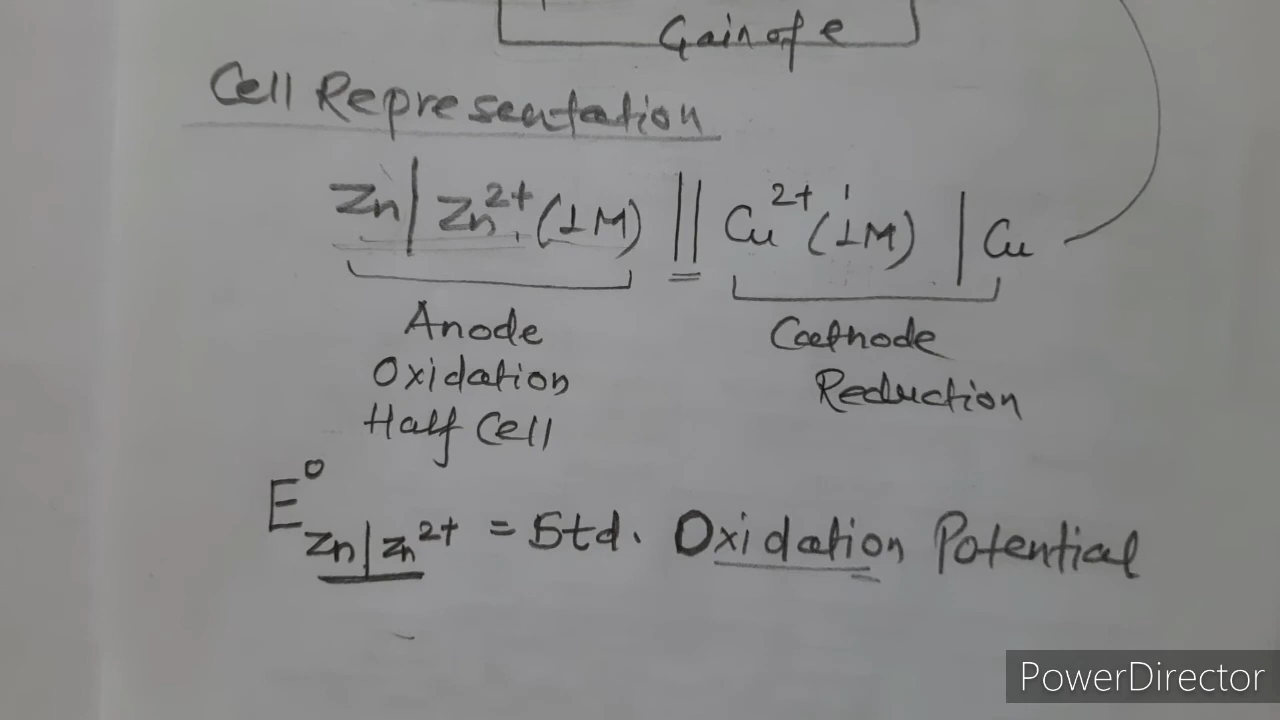 Gain of e
Cell Representation
Zn | Zn²⁺ (1M) || Cu²⁺ (1M) | Cu
Anode Cathode
Oxidation Reduction
Half Cell
E⁰ Zn|Zn²⁺ = Std. Oxidation Potential
PowerDirector